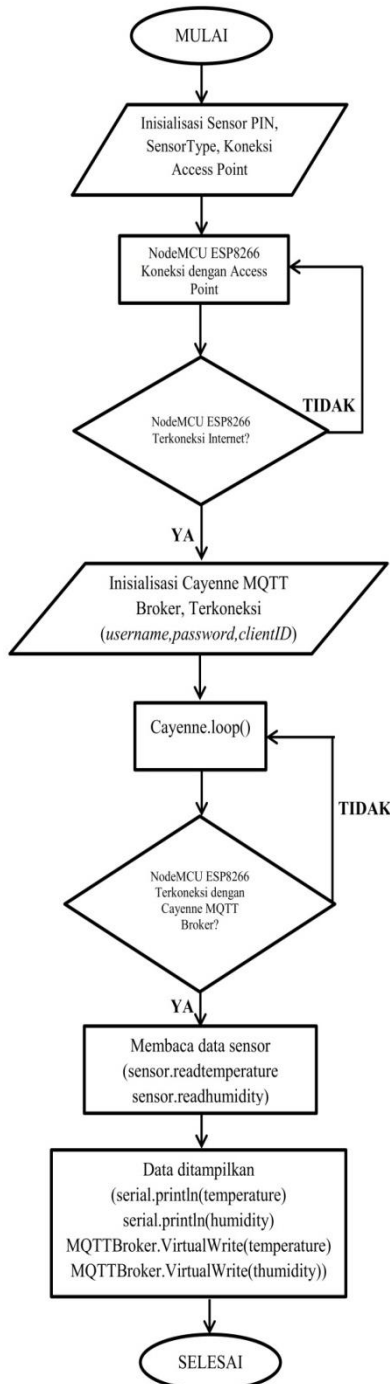 MULAI
Inisialisasi Sensor PIN,
SensorType, Koneksi
Access Point
NodeMCU ESP8266
Koneksi dengan Access
Point
TIDAK
NodeMCU ESP8266
Terkoneksi Internet?
YA
Inisialisasi Cayenne MQTT
Broker, Terkoneksi
(username,password,clientID)
Cayenne.loop()
TIDAK
NodeMCU ESP8266
Terkoneksi dengan
Cayenne MQTT
Broker?
YA
Membaca data sensor
(sensor.readtemperature
sensor.readhumidity)
Data ditampilkan
(serial.println(temperature)
serial.println(humidity)
MQTTBroker.VirtualWrite(temperature)
MQTTBroker.VirtualWrite(thumidity))
SELESAI